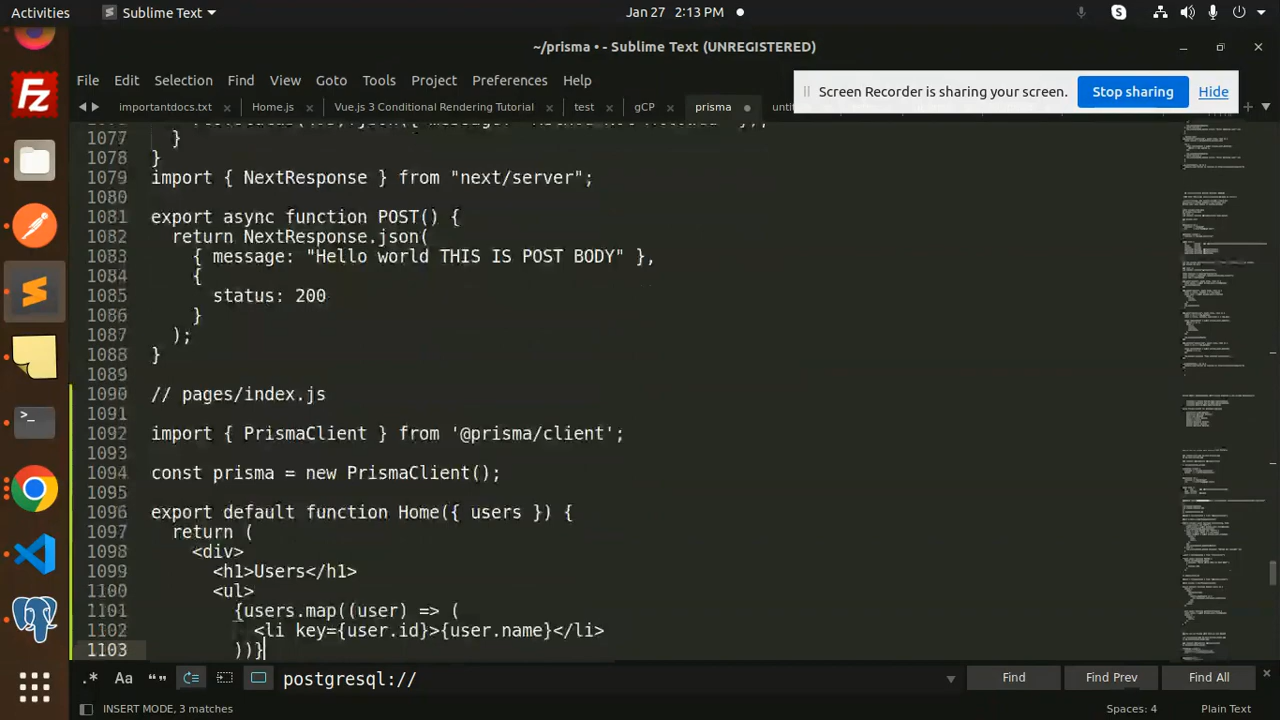 Activities
Sublime Text
Jan 27 2:13 PM
~/prisma • - Sublime Text (UNREGISTERED)
File Edit Selection Find View Goto Tools Project Preferences Help
Screen Recorder is sharing your screen.
Stop sharing
Hide
importantdocs.txt
Home.js
Vue.js 3 Conditional Rendering Tutorial
test
gCP
prisma
1077 }
1078 }
1079 import { NextResponse } from "next/server";
1080
1081 export async function POST() {
1082 return NextResponse.json(
1083 { message: "Hello world THIS IS POST BODY" },
1084 {
1085 status: 200
1086 }
1087 );
1088 }
1089
1090 // pages/index.js
1091
1092 import { PrismaClient } from '@prisma/client';
1093
1094 const prisma = new PrismaClient();
1095
1096 export default function Home({ users }) {
1097 return (
1098 <div>
1099 <h1>Users</h1>
1100 <ul>
1101 {users.map((user) => (
1102 <li key={user.id}>{user.name}</li>
1103 ))}
.* Aa “”
postgresql://
Find
Find Prev
Find All
INSERT MODE, 3 matches
Spaces: 4
Plain Text